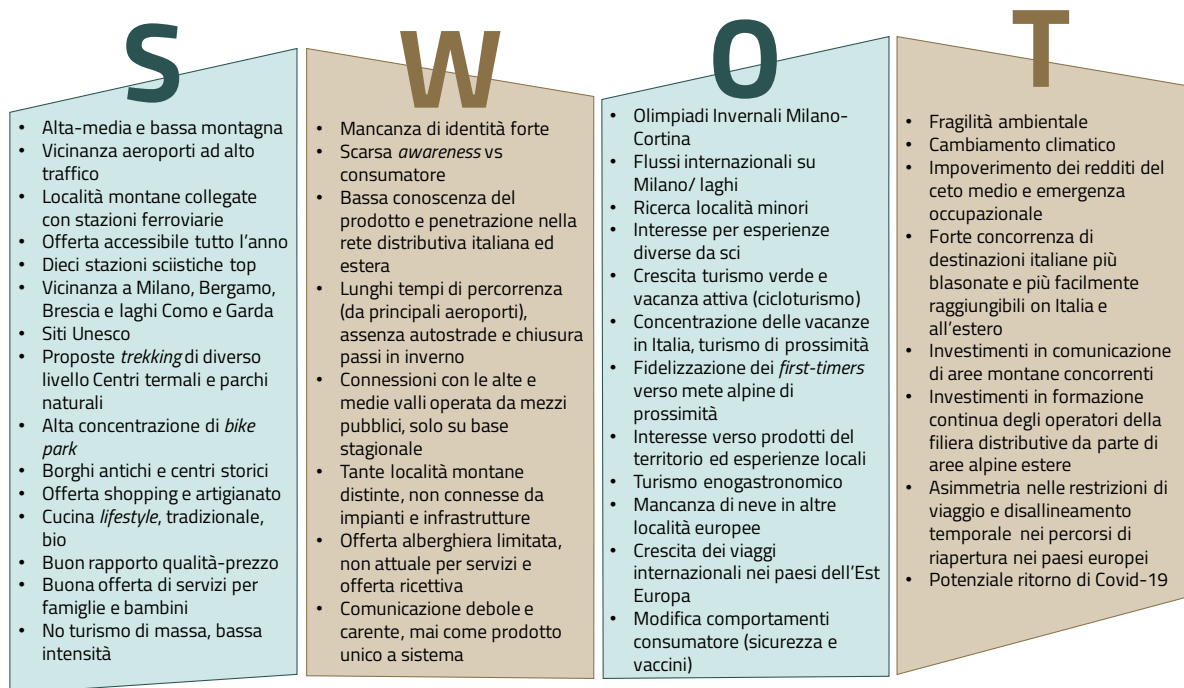 S
• Alta-media e bassa montagna
• Vicinanza aeroporti ad alto
traffico
• Località montane collegate
con stazioni ferroviarie
• Offerta accessibile tutto l'anno
• Dieci stazioni sciistiche top
• Vicinanza a Milano, Bergamo,
Brescia e laghi Como e Garda
• Siti Unesco
• Proposte trekking di diverso
livello Centri termali e parchi
naturali
• Alta concentrazione di bike
park
• Borghi antichi e centri storici
• Offerta shopping e artigianato
• Cucina lifestyle, tradizionale,
bio
• Buon rapporto qualità-prezzo
• Buona offerta di servizi per
famiglie e bambini
• No turismo di massa, bassa
intensità
W
• Mancanza di identità forte
• Scarsa awareness vs
consumatore
• Bassa conoscenza del
prodotto e penetrazione nella
rete distributiva italiana ed
estera
• Lunghi tempi di percorrenza
(da principali aeroporti),
assenza autostrade e chiusura
passi in inverno
• Connessioni con le alte e
medie valli operata da mezzi
pubblici, solo su base
stagionale
• Tante località montane
distinte, non connesse da
impianti e infrastrutture
• Offerta alberghiera limitata,
non attuale per servizi e
offerta ricettiva
• Comunicazione debole e
carente, mai come prodotto
unico a sistema
O
• Olimpiadi Invernali Milano-
Cortina
• Flussi internazionali su
Milano/ laghi
• Ricerca località minori
• Interesse per esperienze
diverse da sci
• Crescita turismo verde e
vacanza attiva (cicloturismo)
• Concentrazione delle vacanze
in Italia, turismo di prossimità
• Fidelizzazione dei first-timers
verso mete alpine di
prossimità
• Interesse verso prodotti del
territorio ed esperienze locali
• Turismo enogastronomico
• Mancanza di neve in altre
località europee
• Crescita dei viaggi
internazionali nei paesi dell'Est
Europa
• Modifica comportamenti
consumatore (sicurezza e
vaccini)
T
• Fragilità ambientale
• Cambiamento climatico
• Impoverimento dei redditi del
ceto medio e emergenza
occupazionale
• Forte concorrenza di
destinazioni italiane più
blasonate e più facilmente
raggiungibili on Italia e
all'estero
• Investimenti in comunicazione
di aree montane concorrenti
• Investimenti in formazione
continua degli operatori della
filiera distributive da parte di
aree alpine estere
• Asimmetria nelle restrizioni di
viaggio e disallineamento
temporale nei percorsi di
riapertura nei paesi europei
• Potenziale ritorno di Covid-19